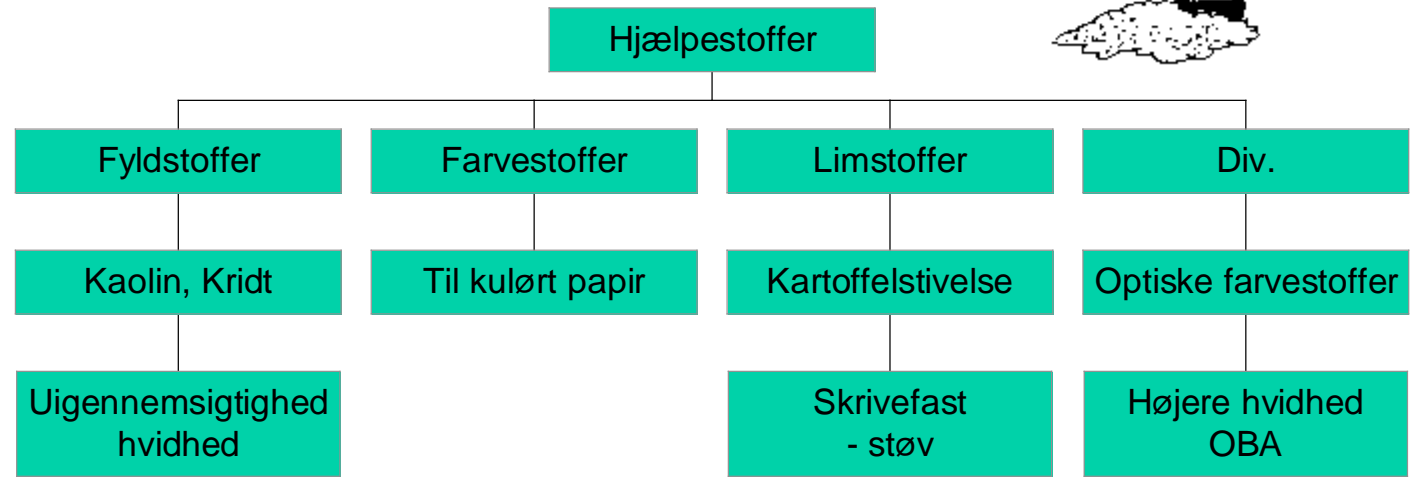 Hjælpestoffer
Fyldstoffer
Farvestoffer
Limstoffer
Div.
Kaolin, Kridt
Til kulørt papir
Kartoffelstivelse
Optiske farvestoffer
Uigennemsigtighed
hvidhed
Skrivefast
- støv
Højere hvidhed
OBA